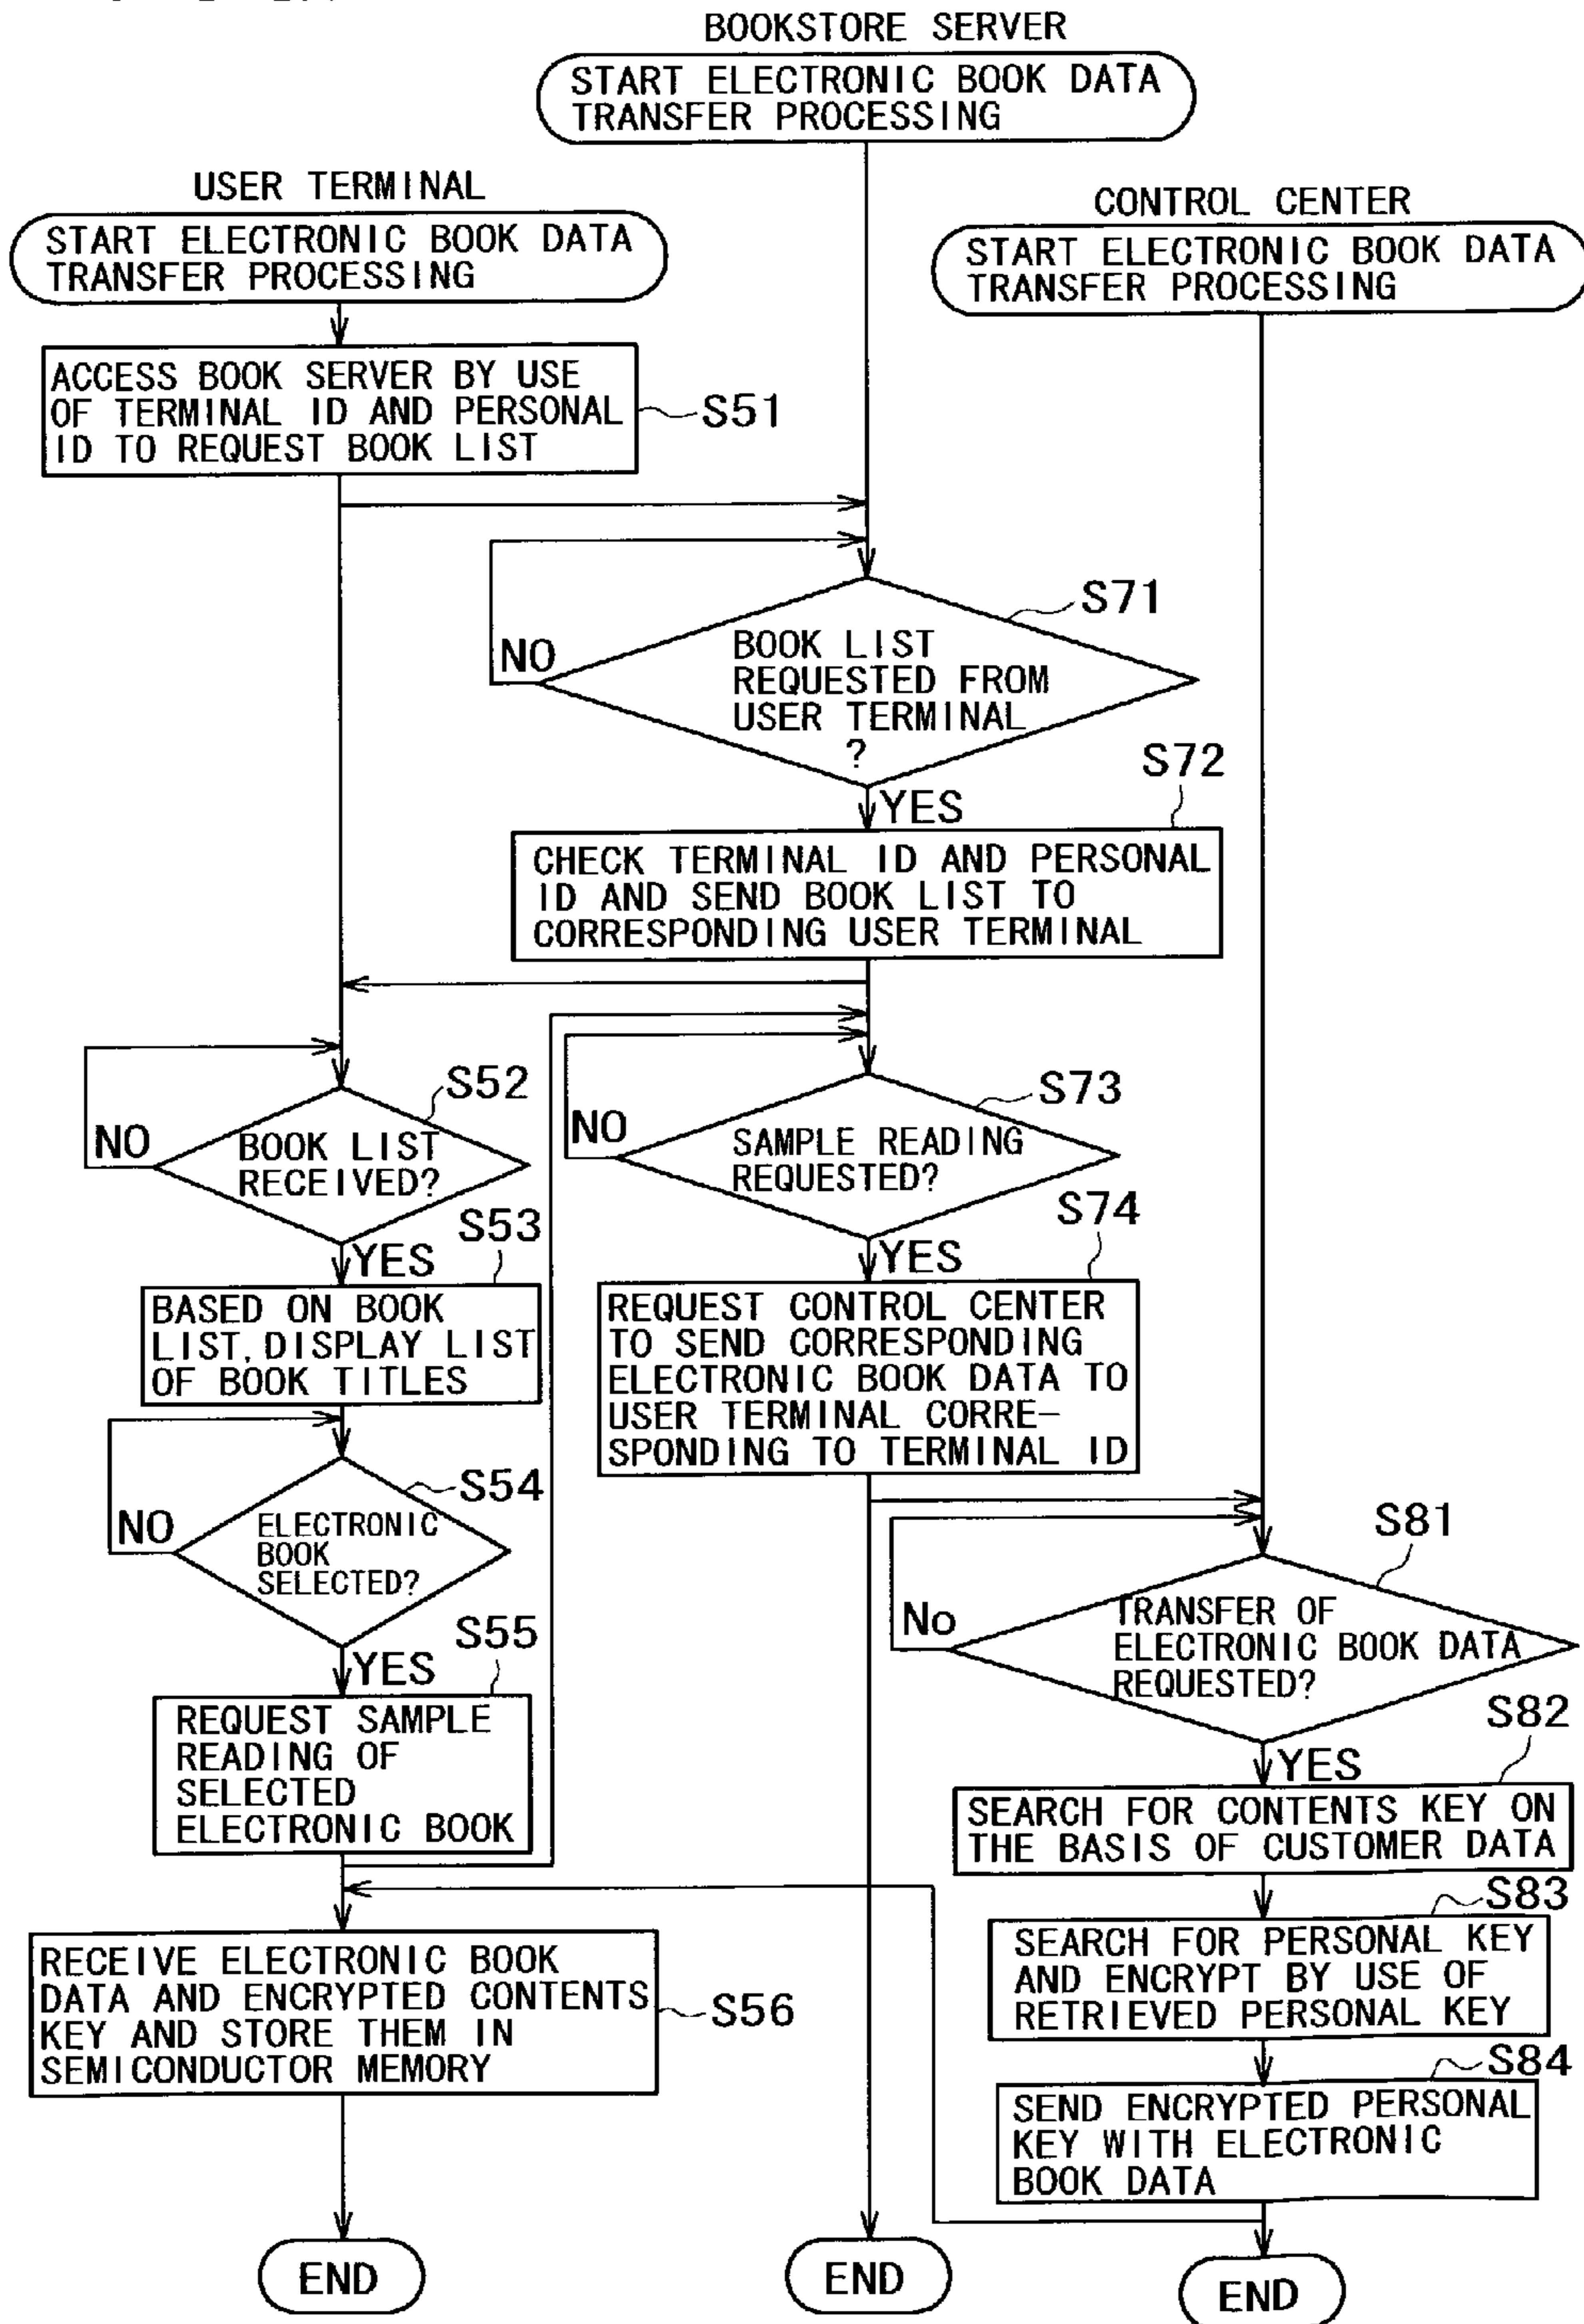 BOOKSTORE SERVER
START ELECTRONIC BOOK DATA
TRANSFER PROCESSING
USER TERMINAL
START ELECTRONIC BOOK DATA
TRANSFER PROCESSING
CONTROL CENTER
START ELECTRONIC BOOK DATA
TRANSFER PROCESSING
ACCESS BOOK SERVER BY USE
OF TERMINAL ID AND PERSONAL
ID TO REQUEST BOOK LIST
S51
S71
NO
BOOK LIST
REQUESTED FROM
USER TERMINAL
?
YES
S72
CHECK TERMINAL ID AND PERSONAL
ID AND SEND BOOK LIST TO
CORRESPONDING USER TERMINAL
S52
NO
BOOK LIST
RECEIVED?
YES
S53
BASED ON BOOK
LIST, DISPLAY LIST
OF BOOK TITLES
S54
NO
ELECTRONIC
BOOK
SELECTED?
YES
S55
REQUEST SAMPLE
READING OF
SELECTED
ELECTRONIC BOOK
S73
NO
SAMPLE READING
REQUESTED?
YES
S74
REQUEST CONTROL CENTER
TO SEND CORRESPONDING
ELECTRONIC BOOK DATA TO
USER TERMINAL CORRE-
SPONDING TO TERMINAL ID
S81
No
TRANSFER OF
ELECTRONIC BOOK DATA
REQUESTED?
YES
S82
SEARCH FOR CONTENTS KEY ON
THE BASIS OF CUSTOMER DATA
S83
SEARCH FOR PERSONAL KEY
AND ENCRYPT BY USE OF
RETRIEVED PERSONAL KEY
S84
SEND ENCRYPTED PERSONAL
KEY WITH ELECTRONIC
BOOK DATA
RECEIVE ELECTRONIC BOOK
DATA AND ENCRYPTED CONTENTS
KEY AND STORE THEM IN
SEMICONDUCTOR MEMORY
S56
END
END
END